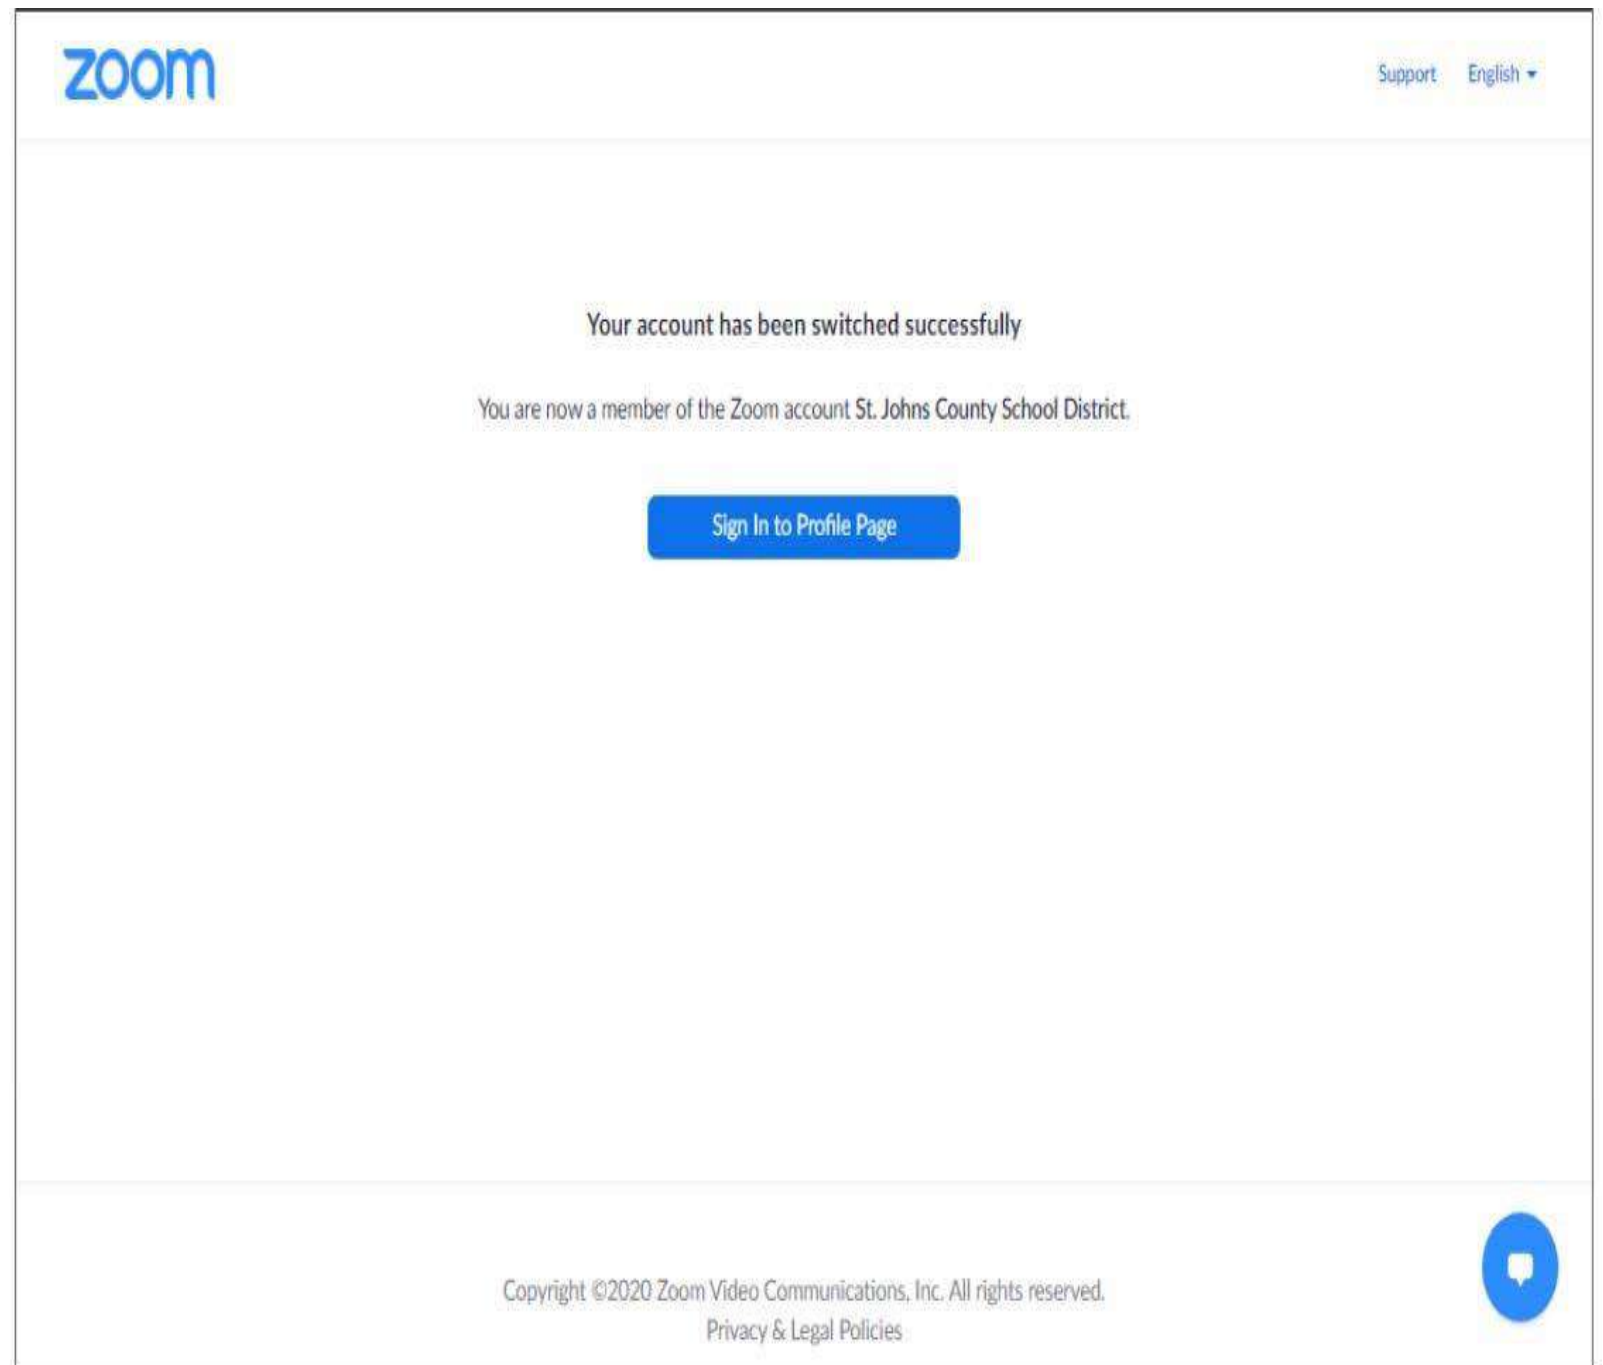 zoom
Support English
Your account has been switched successfully
You are now a member of the Zoom account St. Johns County School District.
Sign In to Profile Page
Copyright ©2020 Zoom Video Communications, Inc. All rights reserved.
Privacy & Legal Policies